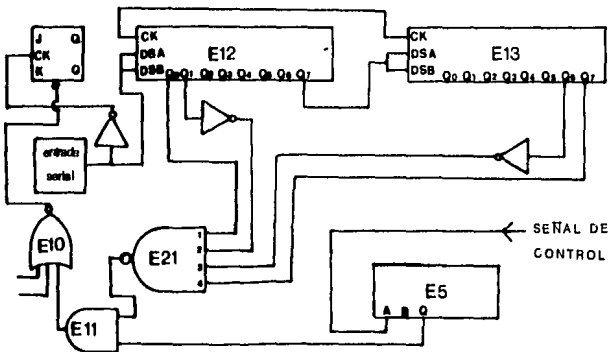 J Q
CK
K Q
CK
DSA
DSB
E12
Q0 Q1 Q2 Q3 Q4 Q5 Q6 Q7
CK
DSA
DSB
E13
Q0 Q1 Q2 Q3 Q4 Q5 Q6 Q7
entrada
serial
E10
E21
1
2
3
4
E11
SEÑAL DE
CONTROL
E5
A B Q